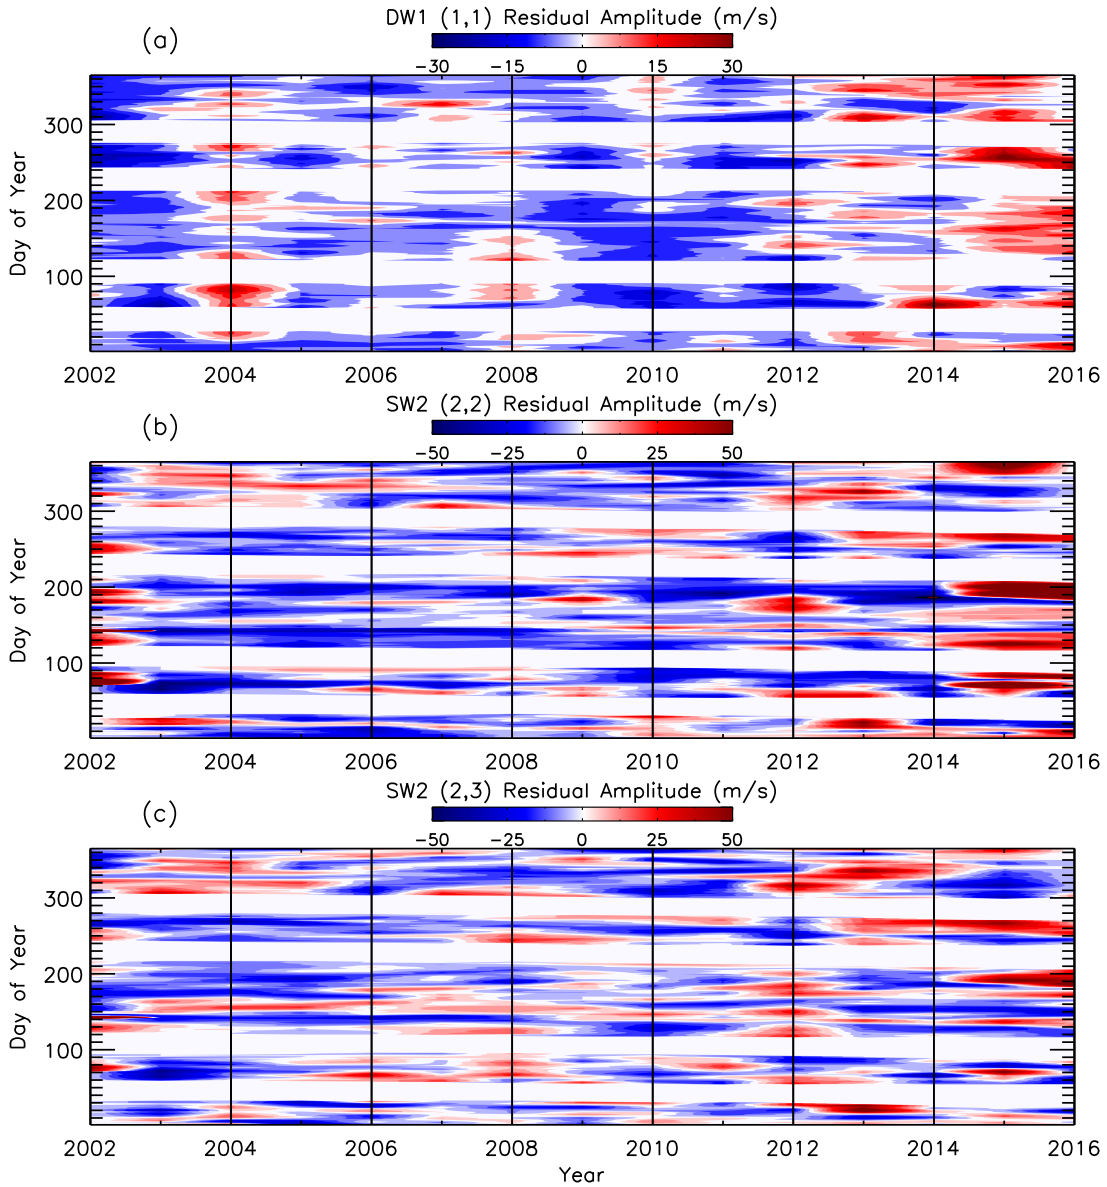 DW1 (1,1) Residual Amplitude (m/s)
(a)
−30 −15 0 15 30
300
200
100
Day of Year
2002 2004 2006 2008 2010 2012 2014 2016
SW2 (2,2) Residual Amplitude (m/s)
(b)
−50 −25 0 25 50
300
200
100
Day of Year
2002 2004 2006 2008 2010 2012 2014 2016
SW2 (2,3) Residual Amplitude (m/s)
(c)
−50 −25 0 25 50
300
200
100
Day of Year
2002 2004 2006 2008 2010 2012 2014 2016
Year